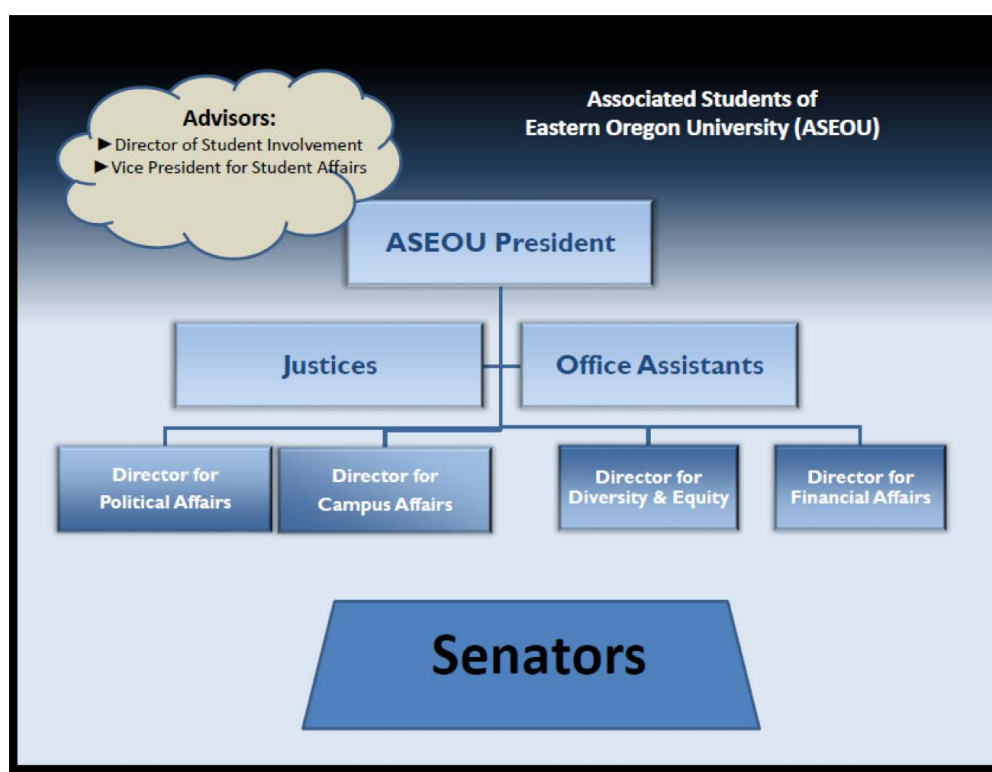 Advisors:
►Director of Student Involvement
►Vice President for Student Affairs
Associated Students of
Eastern Oregon University (ASEOU)
ASEOU President
Justices
Office Assistants
Director for
Political Affairs
Director for
Campus Affairs
Director for
Diversity & Equity
Director for
Financial Affairs
Senators